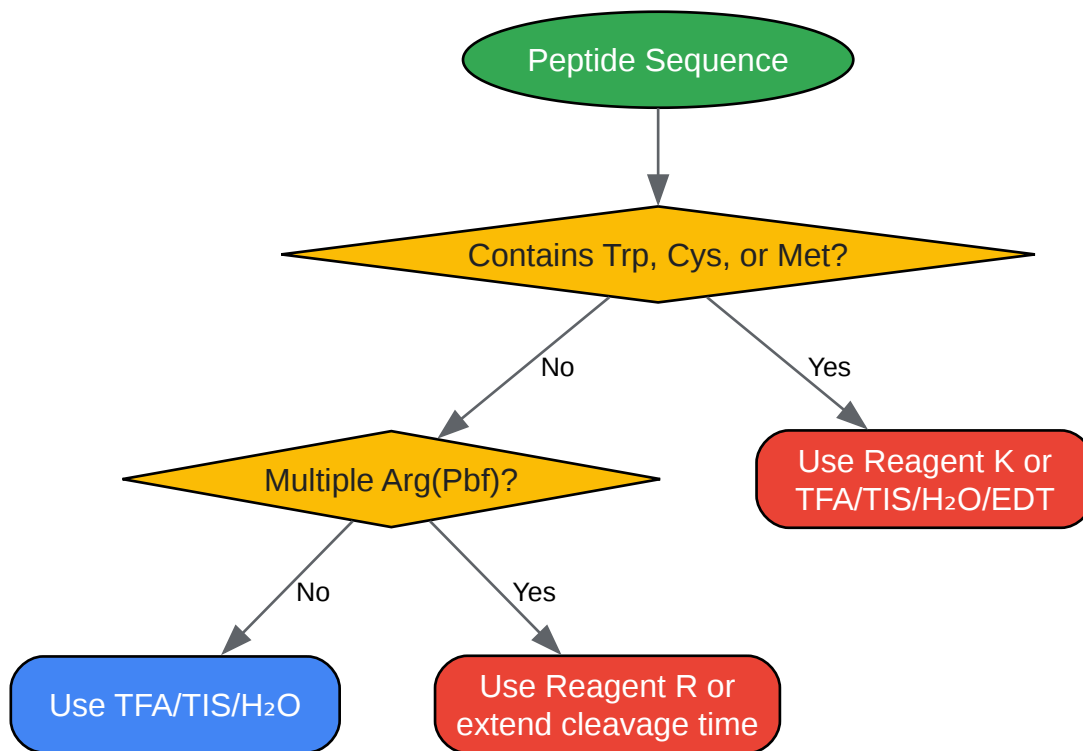 Peptide Sequence
Contains Trp, Cys, or Met?
No
Yes
Multiple Arg(Pbf)?
Use Reagent K or
TFA/TIS/H₂O/EDT
No
Yes
Use TFA/TIS/H₂O
Use Reagent R or
extend cleavage time